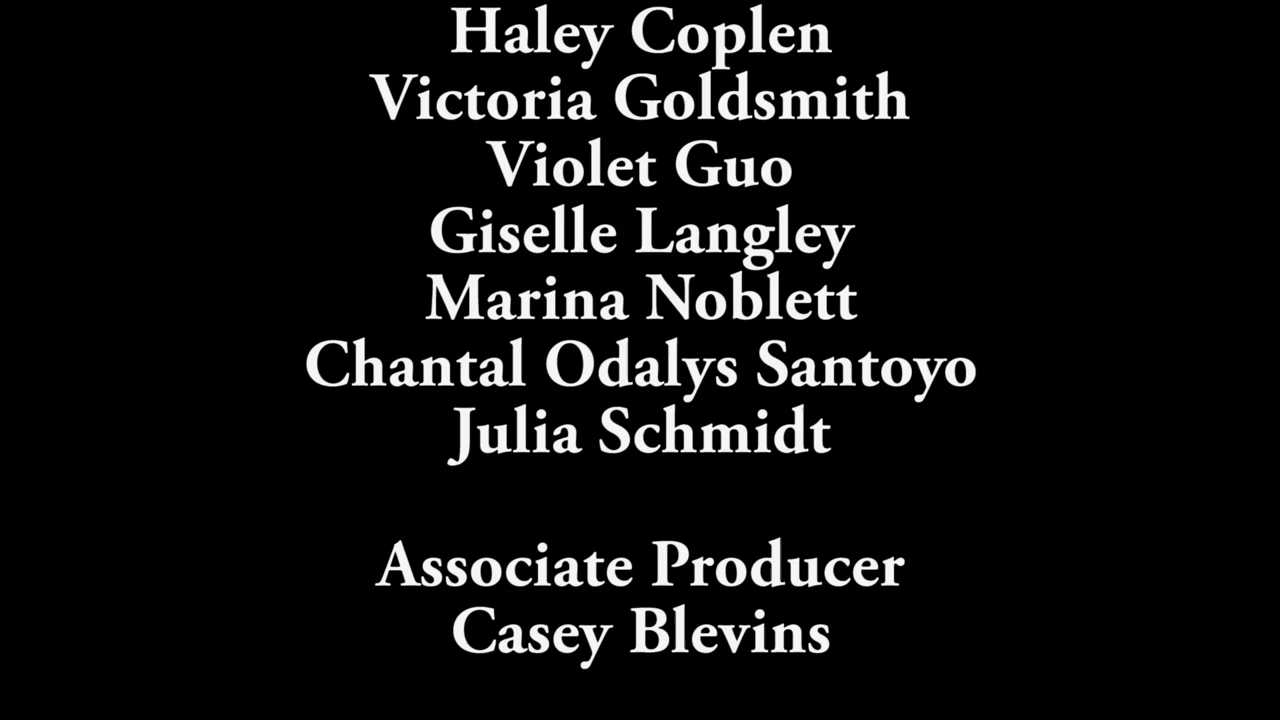 Haley Coplen
Victoria Goldsmith
Violet Guo
Giselle Langley
Marina Noblett
Chantal Odalys Santoyo
Julia Schmidt
Associate Producer
Casey Blevins